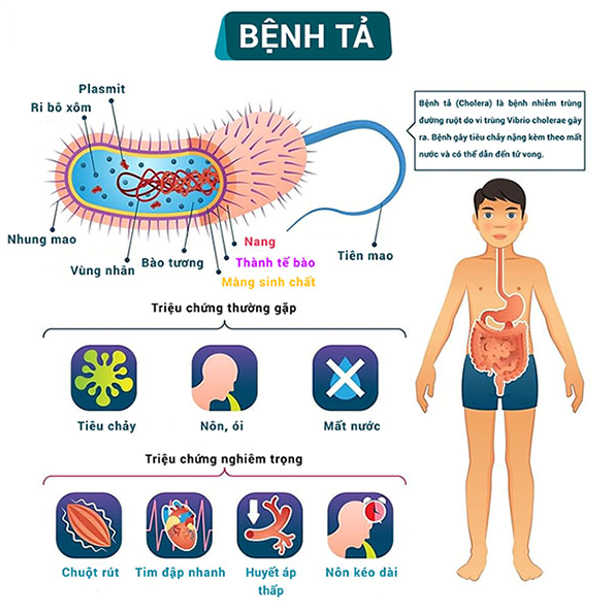 BỆNH TẢ
Plasmit
Ri bô xôm
Bệnh tả (Cholera) là bệnh nhiễm trùng
đường ruột do vi trùng Vibrio cholerae gây
ra. Bệnh gây tiêu chảy nặng kèm theo mất
nước và có thể dẫn đến tử vong.
Nhung mao
Vùng nhân
Bào tương
Nang
Thành tế bào
Màng sinh chất
Tiên mao
Triệu chứng thường gặp
Tiêu chảy
Nôn, ói
Mất nước
Triệu chứng nghiêm trọng
Chuột rút
Tim đập nhanh
Huyết áp
thấp
Nôn kéo dài